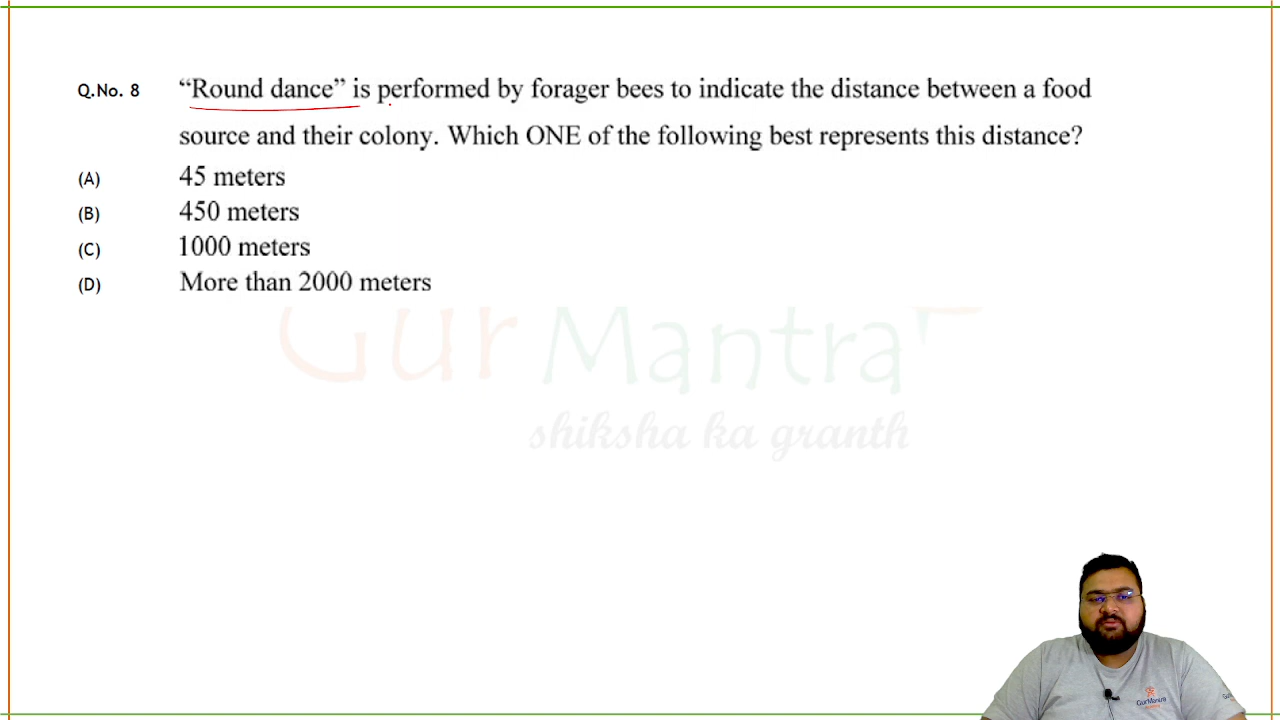 Q.No. 8 “Round dance” is performed by forager bees to indicate the distance between a food
source and their colony. Which ONE of the following best represents this distance?
(A) 45 meters
(B) 450 meters
(C) 1000 meters
(D) More than 2000 meters
Gur Mantra
shiksha ka granth
GurMantra